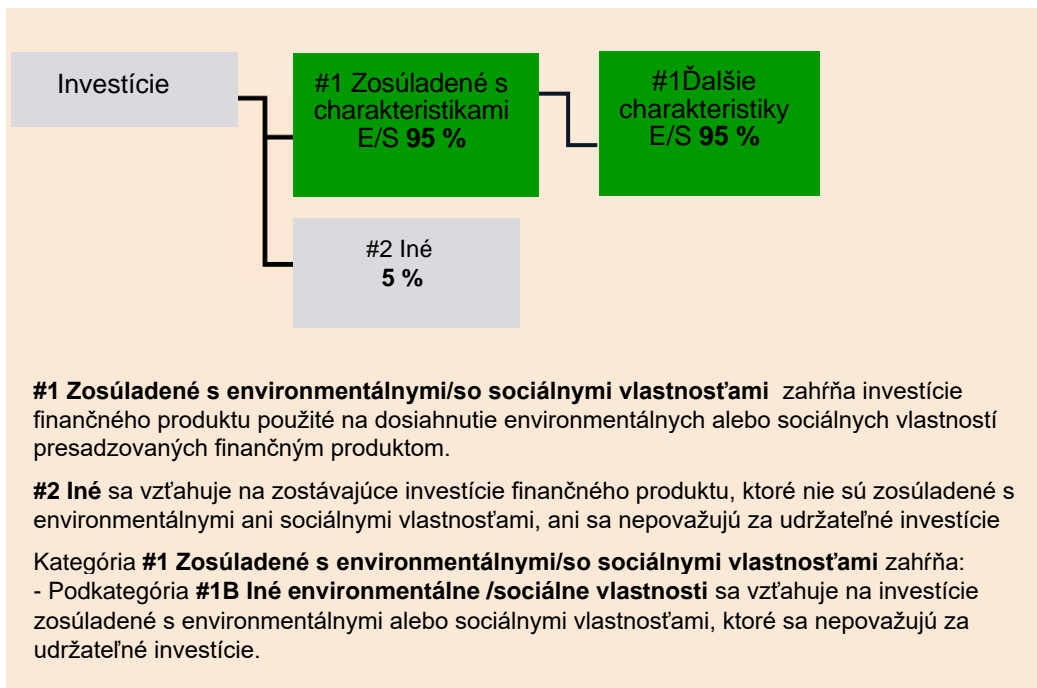 Investície
#1 Zosúladené s
charakteristikami
E/S 95 %
#1Ďalšie
charakteristiky
E/S 95 %
#2 Iné
5 %
#1 Zosúladené s environmentálnymi/so sociálnymi vlastnosťami zahŕňa investície
finančného produktu použité na dosiahnutie environmentálnych alebo sociálnych vlastností
presadzovaných finančným produktom.
#2 Iné sa vzťahuje na zostávajúce investície finančného produktu, ktoré nie sú zosúladené s
environmentálnymi ani sociálnymi vlastnosťami, ani sa nepovažujú za udržateľné investície
Kategória #1 Zosúladené s environmentálnymi/so sociálnymi vlastnosťami zahŕňa:
- Podkategória #1B Iné environmentálne /sociálne vlastnosti sa vzťahuje na investície
zosúladené s environmentálnymi alebo sociálnymi vlastnosťami, ktoré sa nepovažujú za
udržateľné investície.